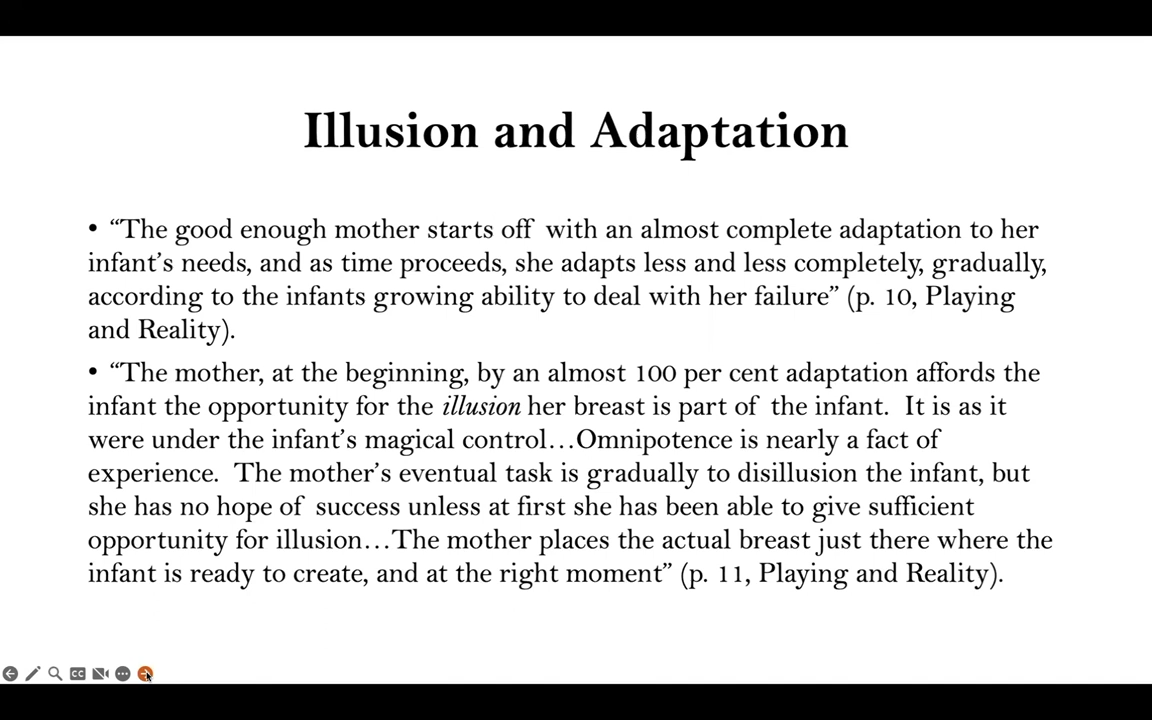 Illusion and Adaptation
• “The good enough mother starts off with an almost complete adaptation to her
infant’s needs, and as time proceeds, she adapts less and less completely, gradually,
according to the infants growing ability to deal with her failure” (p. 10, Playing
and Reality).
• “The mother, at the beginning, by an almost 100 per cent adaptation affords the
infant the opportunity for the illusion her breast is part of the infant. It is as it
were under the infant’s magical control…Omnipotence is nearly a fact of
experience. The mother’s eventual task is gradually to disillusion the infant, but
she has no hope of success unless at first she has been able to give sufficient
opportunity for illusion…The mother places the actual breast just there where the
infant is ready to create, and at the right moment” (p. 11, Playing and Reality).
CC